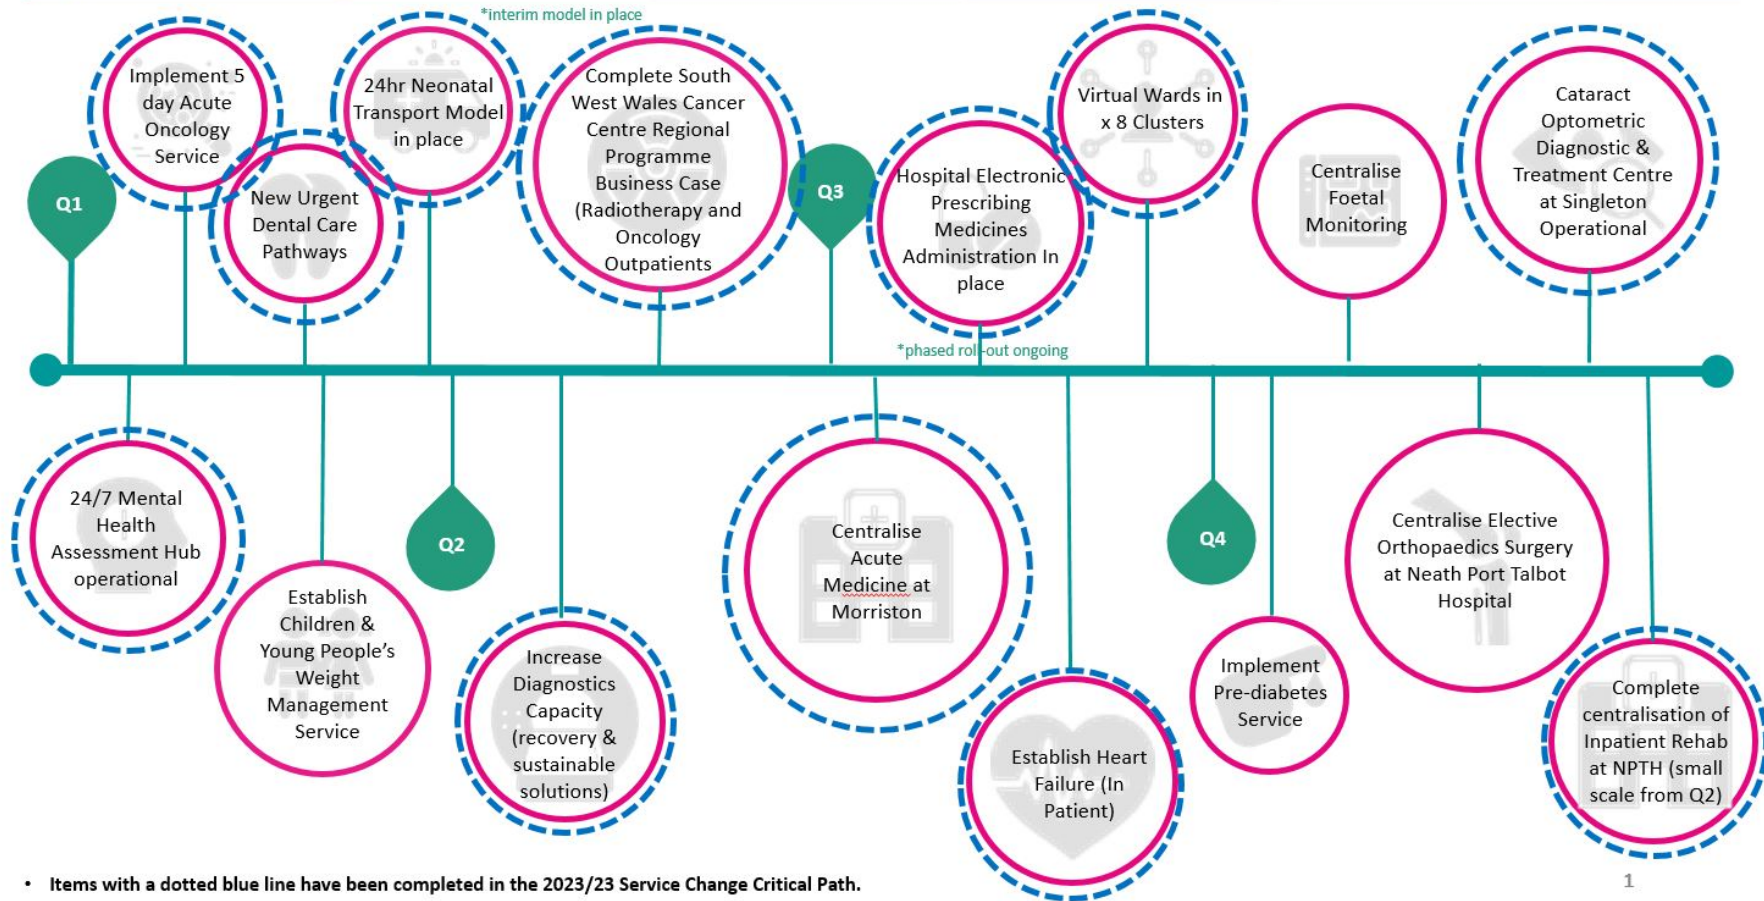 *interim model in place
Implement 5
day Acute
Oncology
Service
24hr Neonatal
Transport Model
in place
Complete South
West Wales Cancer
Centre Regional
Programme
Business Case
(Radiotherapy and
Oncology
Outpatients
Virtual Wards in
x 8 Clusters
Cataract
Optometric
Diagnostic &
Treatment Centre
at Singleton
Operational
Q1
New Urgent
Dental Care
Pathways
Q3
Hospital Electronic
Prescribing
Medicines
Administration In
place
Centralise
Foetal
Monitoring
*phased roll-out ongoing
24/7 Mental
Health
Assessment Hub
operational
Establish
Children &
Young People’s
Weight
Management
Service
Q2
Increase
Diagnostics
Capacity
(recovery &
sustainable
solutions)
Centralise
Acute
Medicine at
Morriston
Establish Heart
Failure (In
Patient)
Q4
Implement
Pre-diabetes
Service
Centralise Elective
Orthopaedics Surgery
at Neath Port Talbot
Hospital
Complete
centralisation of
Inpatient Rehab
at NPTH (small
scale from Q2)
• Items with a dotted blue line have been completed in the 2023/23 Service Change Critical Path.
1